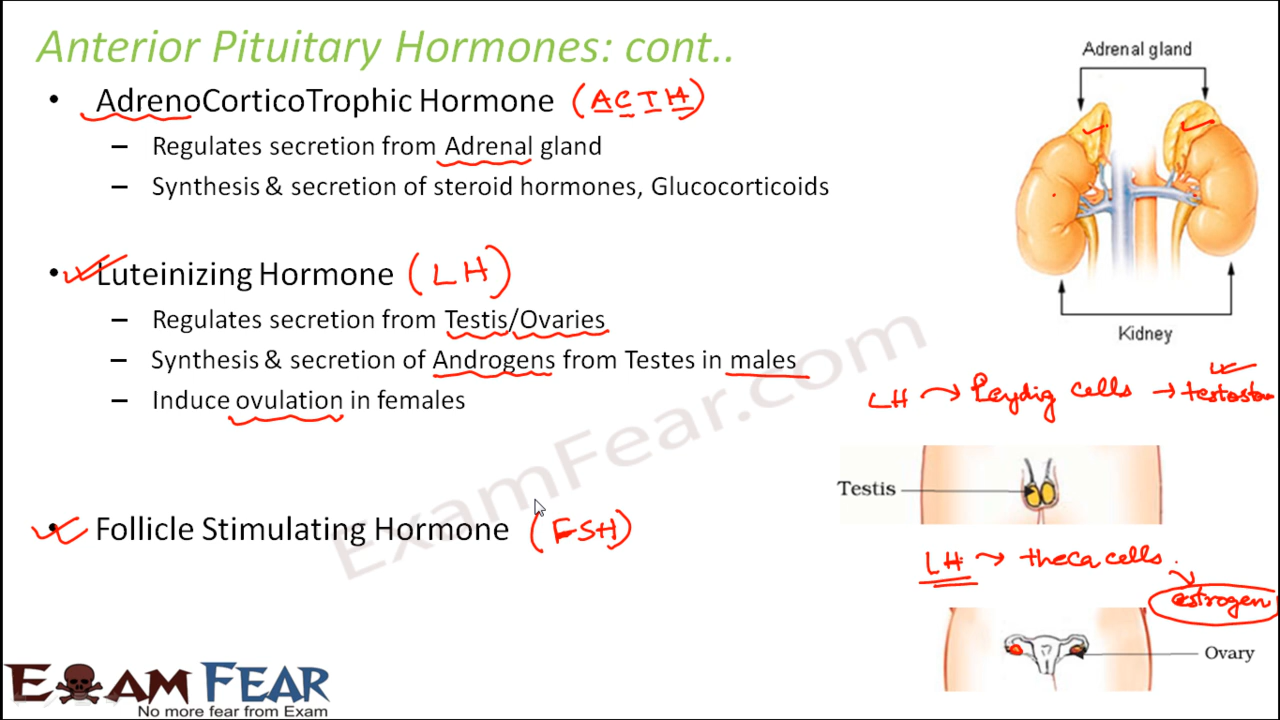 Anterior Pituitary Hormones: cont..
• AdrenoCorticoTrophic Hormone (ACTH)
– Regulates secretion from Adrenal gland
– Synthesis & secretion of steroid hormones, Glucocorticoids
• Luteinizing Hormone (LH)
– Regulates secretion from Testis/Ovaries
– Synthesis & secretion of Androgens from Testes in males
– Induce ovulation in females
• Follicle Stimulating Hormone (FSH)
Adrenal gland
Kidney
LH → Leydig cells →
Testis
LH → theca cells
estrogen
Ovary
ExamFear.com
EXAM FEAR
No more fear from Exam